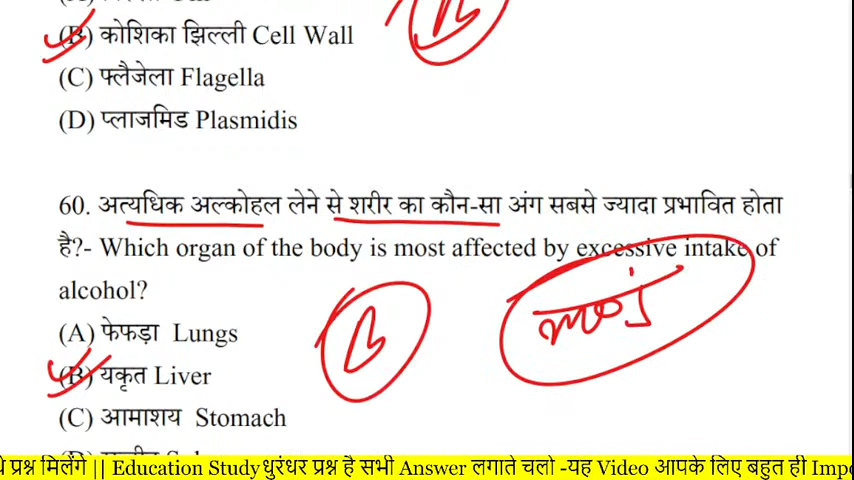 (B) कोशिका झिल्ली Cell Wall
B
(C) फ्लैजेला Flagella
(D) प्लाजमिड Plasmidis
60. अत्यधिक अल्कोहल लेने से शरीर का कौन-सा अंग सबसे ज्यादा प्रभावित होता
है?- Which organ of the body is most affected by excessive intake of
alcohol?
(A) फेफड़ा Lungs
B
(B) यकृत Liver
(C) आमाशय Stomach
प्रश्न मिलेंगे || Education Study धुरंधर प्रश्न है सभी Answer लगाते चलो -यह Video आपके लिए बहुत ही